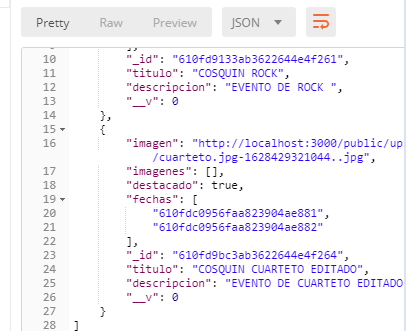 Pretty Raw Preview JSON
10 "_id": "610fd9133ab3622644e4f261",
11 "titulo": "COSQUIN ROCK",
12 "descripcion": "EVENTO DE ROCK ",
13 "__v": 0
14 },
15 {
16 "imagen": "http://localhost:3000/public/up
/cuarteto.jpg-1628429321044..jpg",
17 "imagenes": [],
18 "destacado": true,
19 "fechas": [
20 "610fdc0956faa823904ae881",
21 "610fdc0956faa823904ae882"
22 ],
23 "_id": "610fd9bc3ab3622644e4f264",
24 "titulo": "COSQUIN CUARTETO EDITADO",
25 "descripcion": "EVENTO DE CUARTETO EDITADO
26 "__v": 0
27 }
28 ]